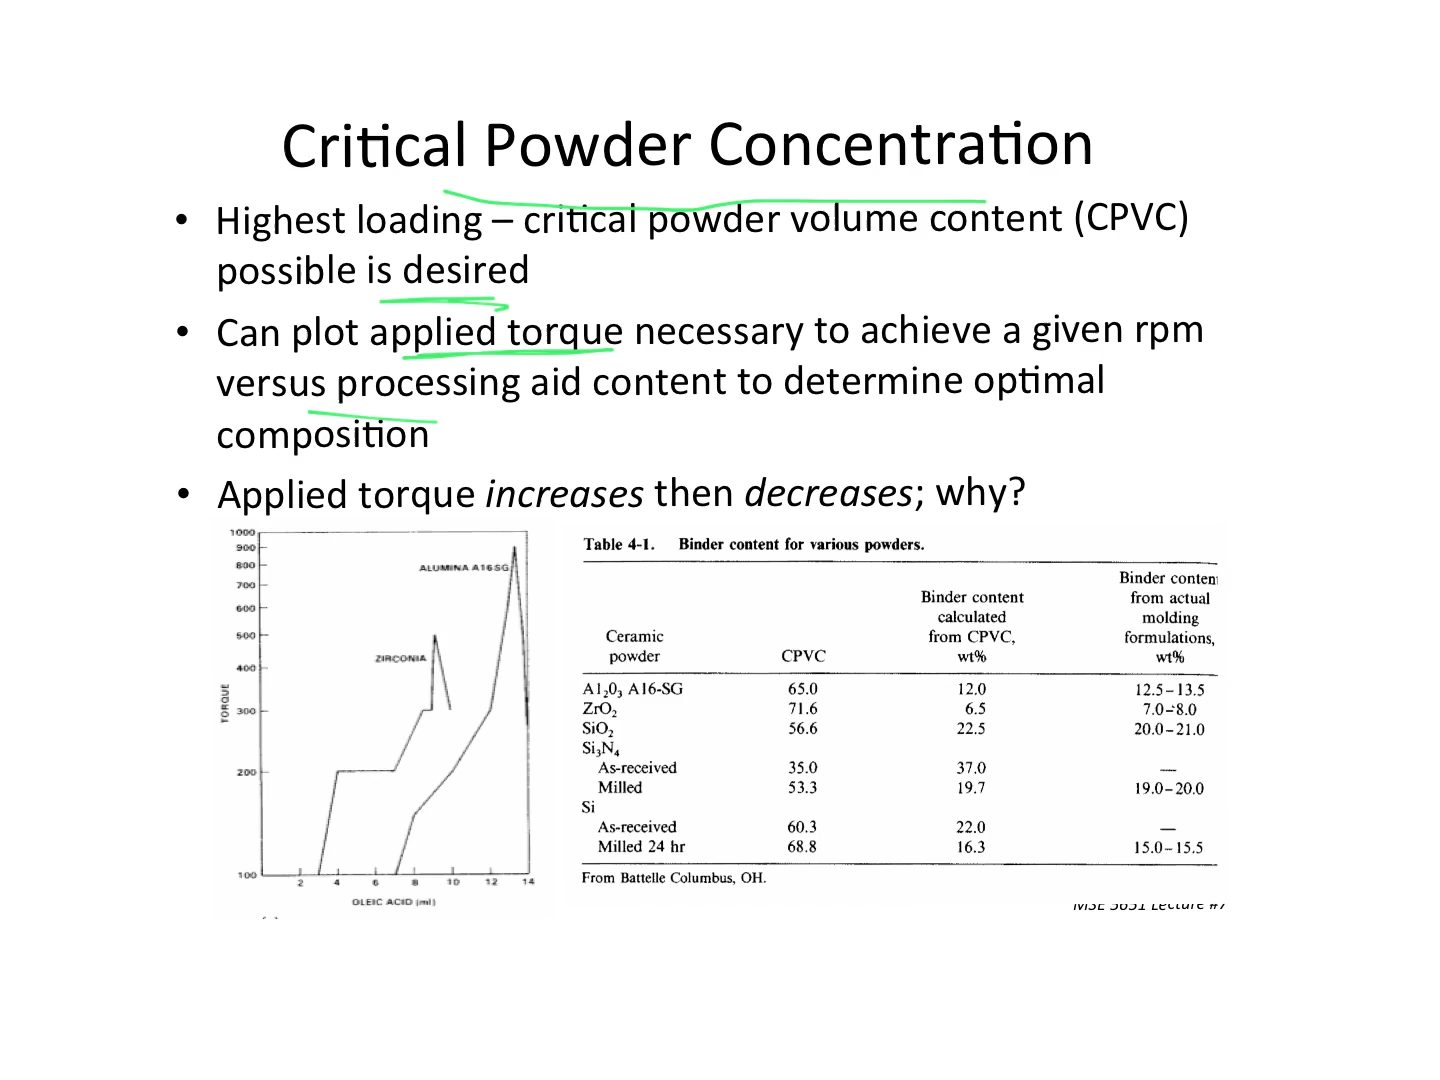 Critical Powder Concentration
• Highest loading – critical powder volume content (CPVC)
possible is desired
• Can plot applied torque necessary to achieve a given rpm
versus processing aid content to determine optimal
composition
• Applied torque increases then decreases; why?
1000
900
800
700
600
500
400
300
200
100
TORQUE
ALUMINA A16SG
ZIRCONIA
2 4 6 8 10 12 14
OLEIC ACID (ml)
Table 4-1. Binder content for various powders.
Ceramic powder CPVC Binder content calculated from CPVC, wt% Binder conten from actual molding formulations, wt%
Al₂O₃ A16-SG 65.0 12.0 12.5–13.5
ZrO₂ 71.6 6.5 7.0–8.0
SiO₂ 56.6 22.5 20.0–21.0
Si₃N₄
As-received 35.0 37.0 —
Milled 53.3 19.7 19.0–20.0
Si
As-received 60.3 22.0 —
Milled 24 hr 68.8 16.3 15.0–15.5
From Battelle Columbus, OH.